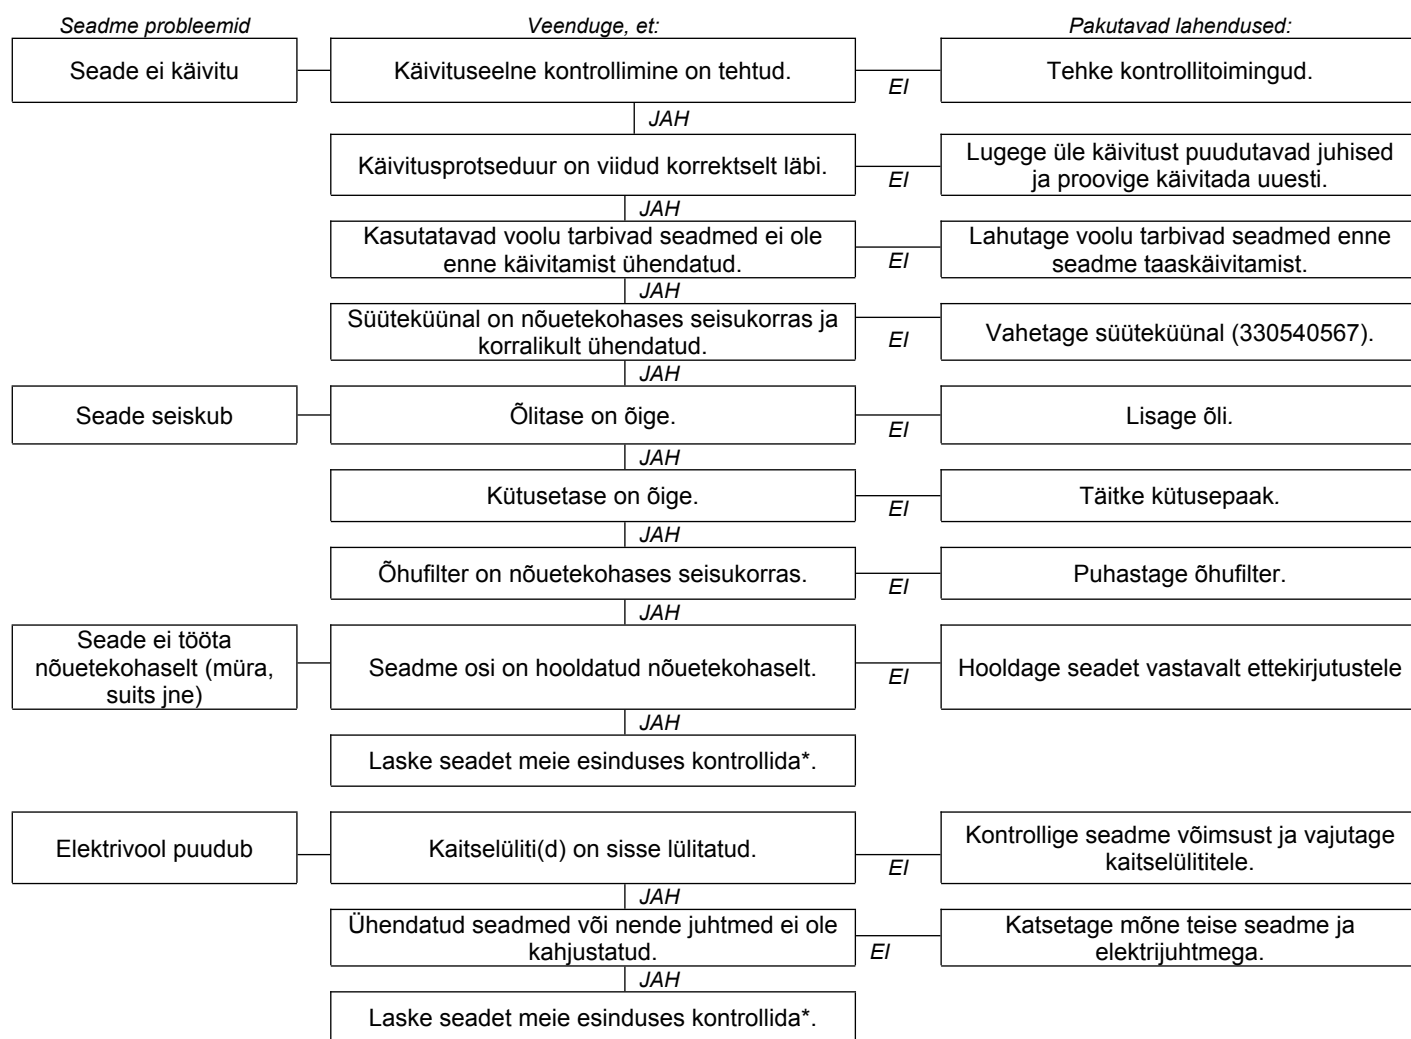 Seadme probleemid
Veenduge, et:
Pakutavad lahendused:
Seade ei käivitu
Käivituseelne kontrollimine on tehtud.
EI
Tehke kontrollitoimingud.
JAH
Käivitusprotseduur on viidud korrektselt läbi.
EI
Lugege üle käivitust puudutavad juhised
ja proovige käivitada uuesti.
JAH
Kasutatavad voolu tarbivad seadmed ei ole
enne käivitamist ühendatud.
EI
Lahutage voolu tarbivad seadmed enne
seadme taaskäivitamist.
JAH
Süüteküünal on nõuetekohases seisukorras ja
korralikult ühendatud.
EI
Vahetage süüteküünal (330540567).
JAH
Seade seiskub
Õlitase on õige.
EI
Lisage õli.
JAH
Kütusetase on õige.
EI
Täitke kütusepaak.
JAH
Õhufilter on nõuetekohases seisukorras.
EI
Puhastage õhufilter.
JAH
Seade ei tööta
nõuetekohaselt (müra,
suits jne)
Seadme osi on hooldatud nõuetekohaselt.
EI
Hooldage seadet vastavalt ettekirjutustele
JAH
Laske seadet meie esinduses kontrollida*.
Elektrivool puudub
Kaitselüliti(d) on sisse lülitatud.
EI
Kontrollige seadme võimsust ja vajutage
kaitselülititele.
JAH
Ühendatud seadmed või nende juhtmed ei ole
kahjustatud.
EI
Katsetage mõne teise seadme ja
elektrijuhtmega.
JAH
Laske seadet meie esinduses kontrollida*.